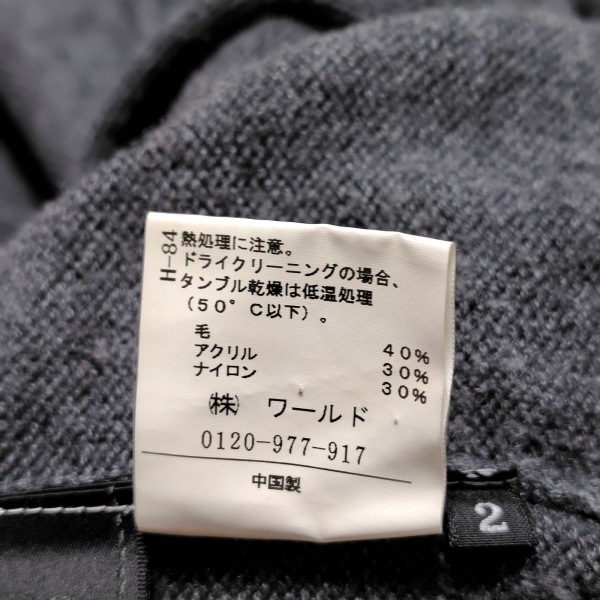 H-84
熱処理に注意。
ドライクリーニングの場合、
タンブル乾燥は低温処理
(50°C以下)。
毛 40%
アクリル 30%
ナイロン 30%
㈱ ワールド
0120-977-917
中国製
2